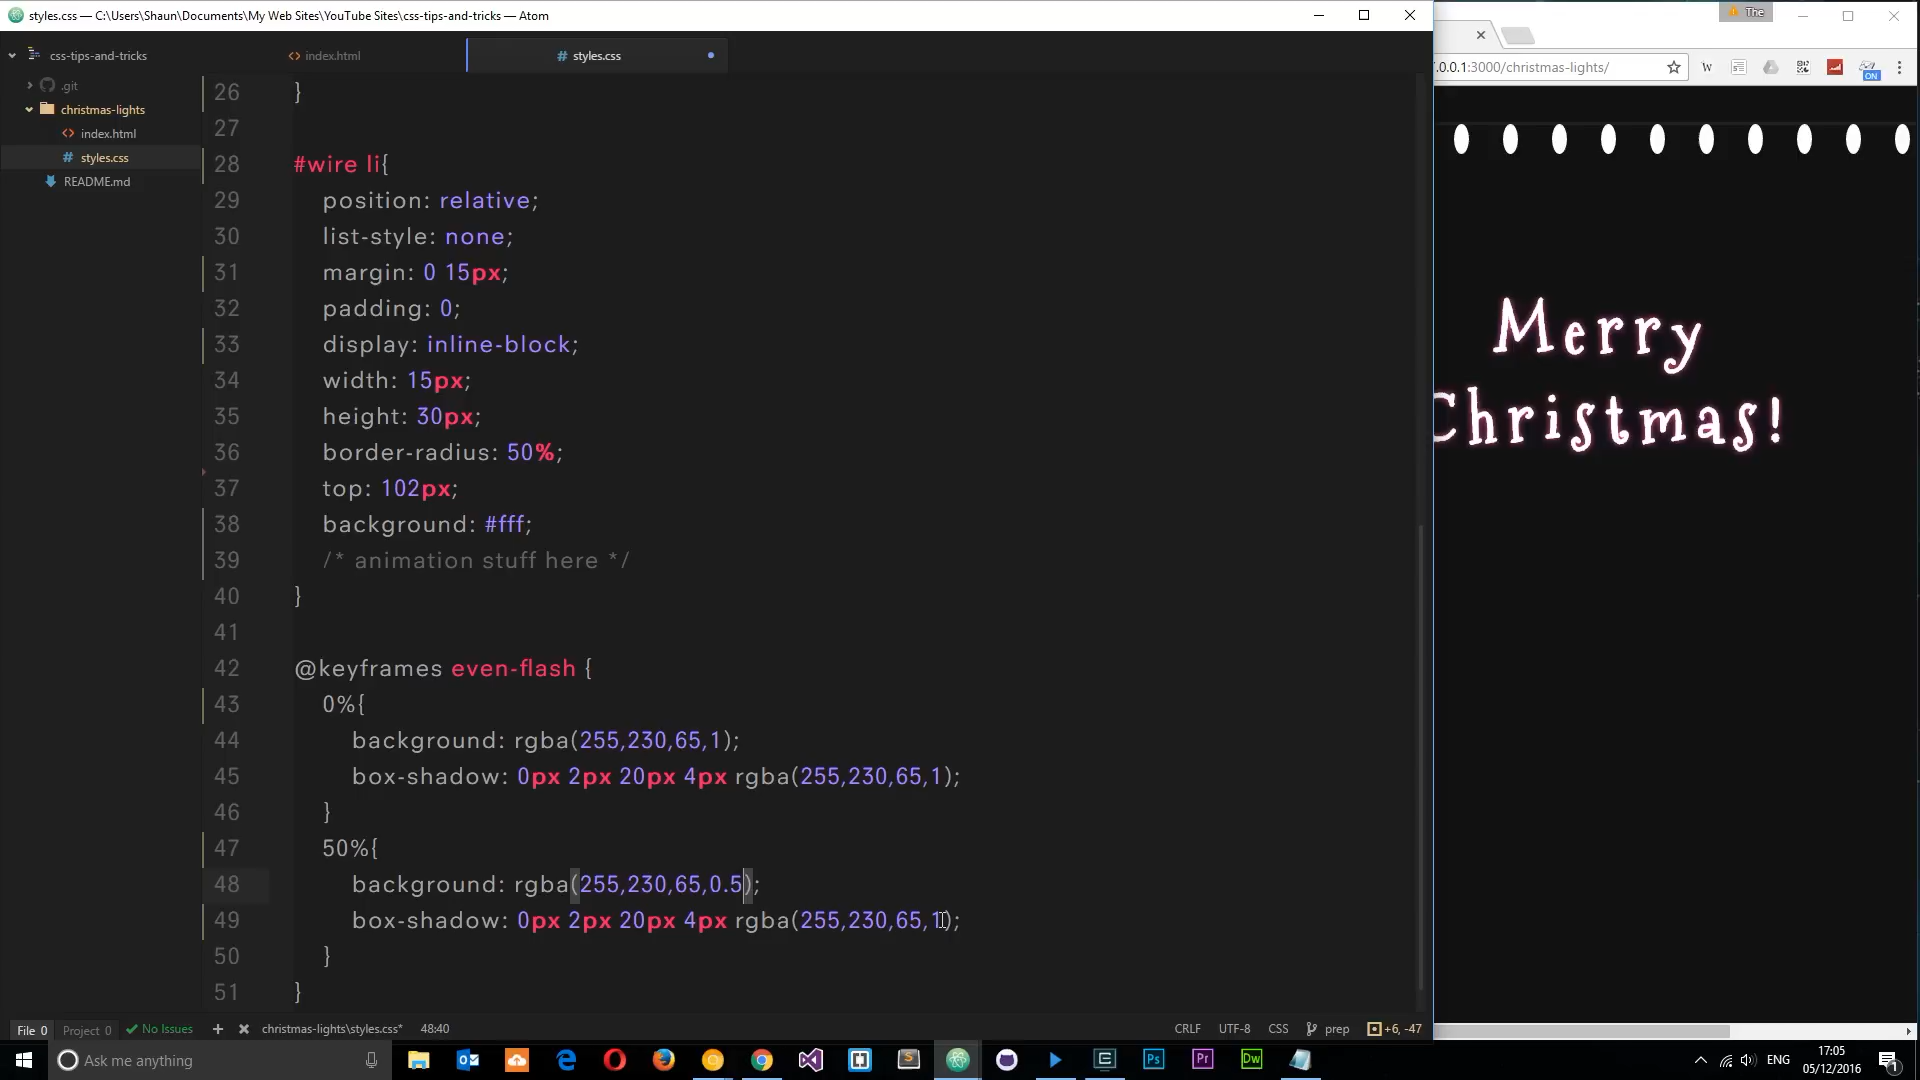 styles.css — C:\Users\Shaun\Documents\My Web Sites\YouTube Sites\css-tips-and-tricks — Atom
The
css-tips-and-tricks
index.html
styles.css
.0.0.1:3000/christmas-lights/
W
ON
.git
christmas-lights
index.html
styles.css
README.md
26 }
27
28 #wire li{
29 position: relative;
30 list-style: none;
31 margin: 0 15px;
32 padding: 0;
33 display: inline-block;
34 width: 15px;
35 height: 30px;
36 border-radius: 50%;
37 top: 102px;
38 background: #fff;
39 /* animation stuff here */
40 }
41
42 @keyframes even-flash {
43 0%{
44 background: rgba(255,230,65,1);
45 box-shadow: 0px 2px 20px 4px rgba(255,230,65,1);
46 }
47 50%{
48 background: rgba(255,230,65,0.5);
49 box-shadow: 0px 2px 20px 4px rgba(255,230,65,1);
50 }
51 }
Merry
Christmas!
File 0 Project 0 No Issues christmas-lights\styles.css* 48:40 CRLF UTF-8 CSS prep +6, -47
Ask me anything
Ps
Pr
Dw
ENG
17:05
05/12/2016
1